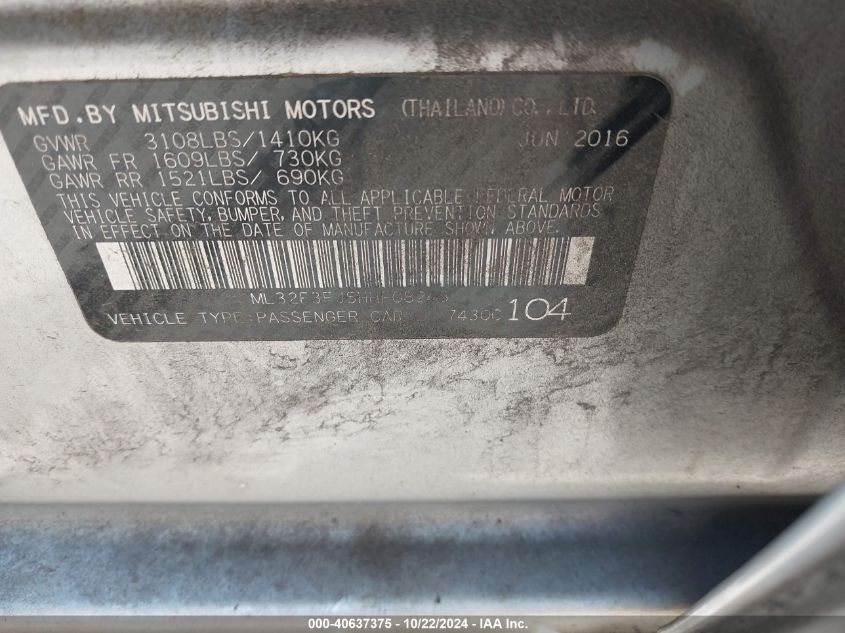 MFD.BY MITSUBISHI MOTORS (THAILAND) CO.,LTD.
GVWR 3108LBS/1410KG JUN 2016
GAWR FR 1609LBS/ 730KG
GAWR RR 1521LBS/ 690KG
THIS VEHICLE CONFORMS TO ALL APPLICABLE FEDERAL MOTOR
VEHICLE SAFETY, BUMPER, AND THEFT PREVENTION STANDARDS
IN EFFECT ON THE DATE OF MANUFACTURE SHOWN ABOVE.
VEHICLE TYPE:PASSENGER CAR 7430C 104
000-40637375 | 10/22/2024 | IAA Inc.